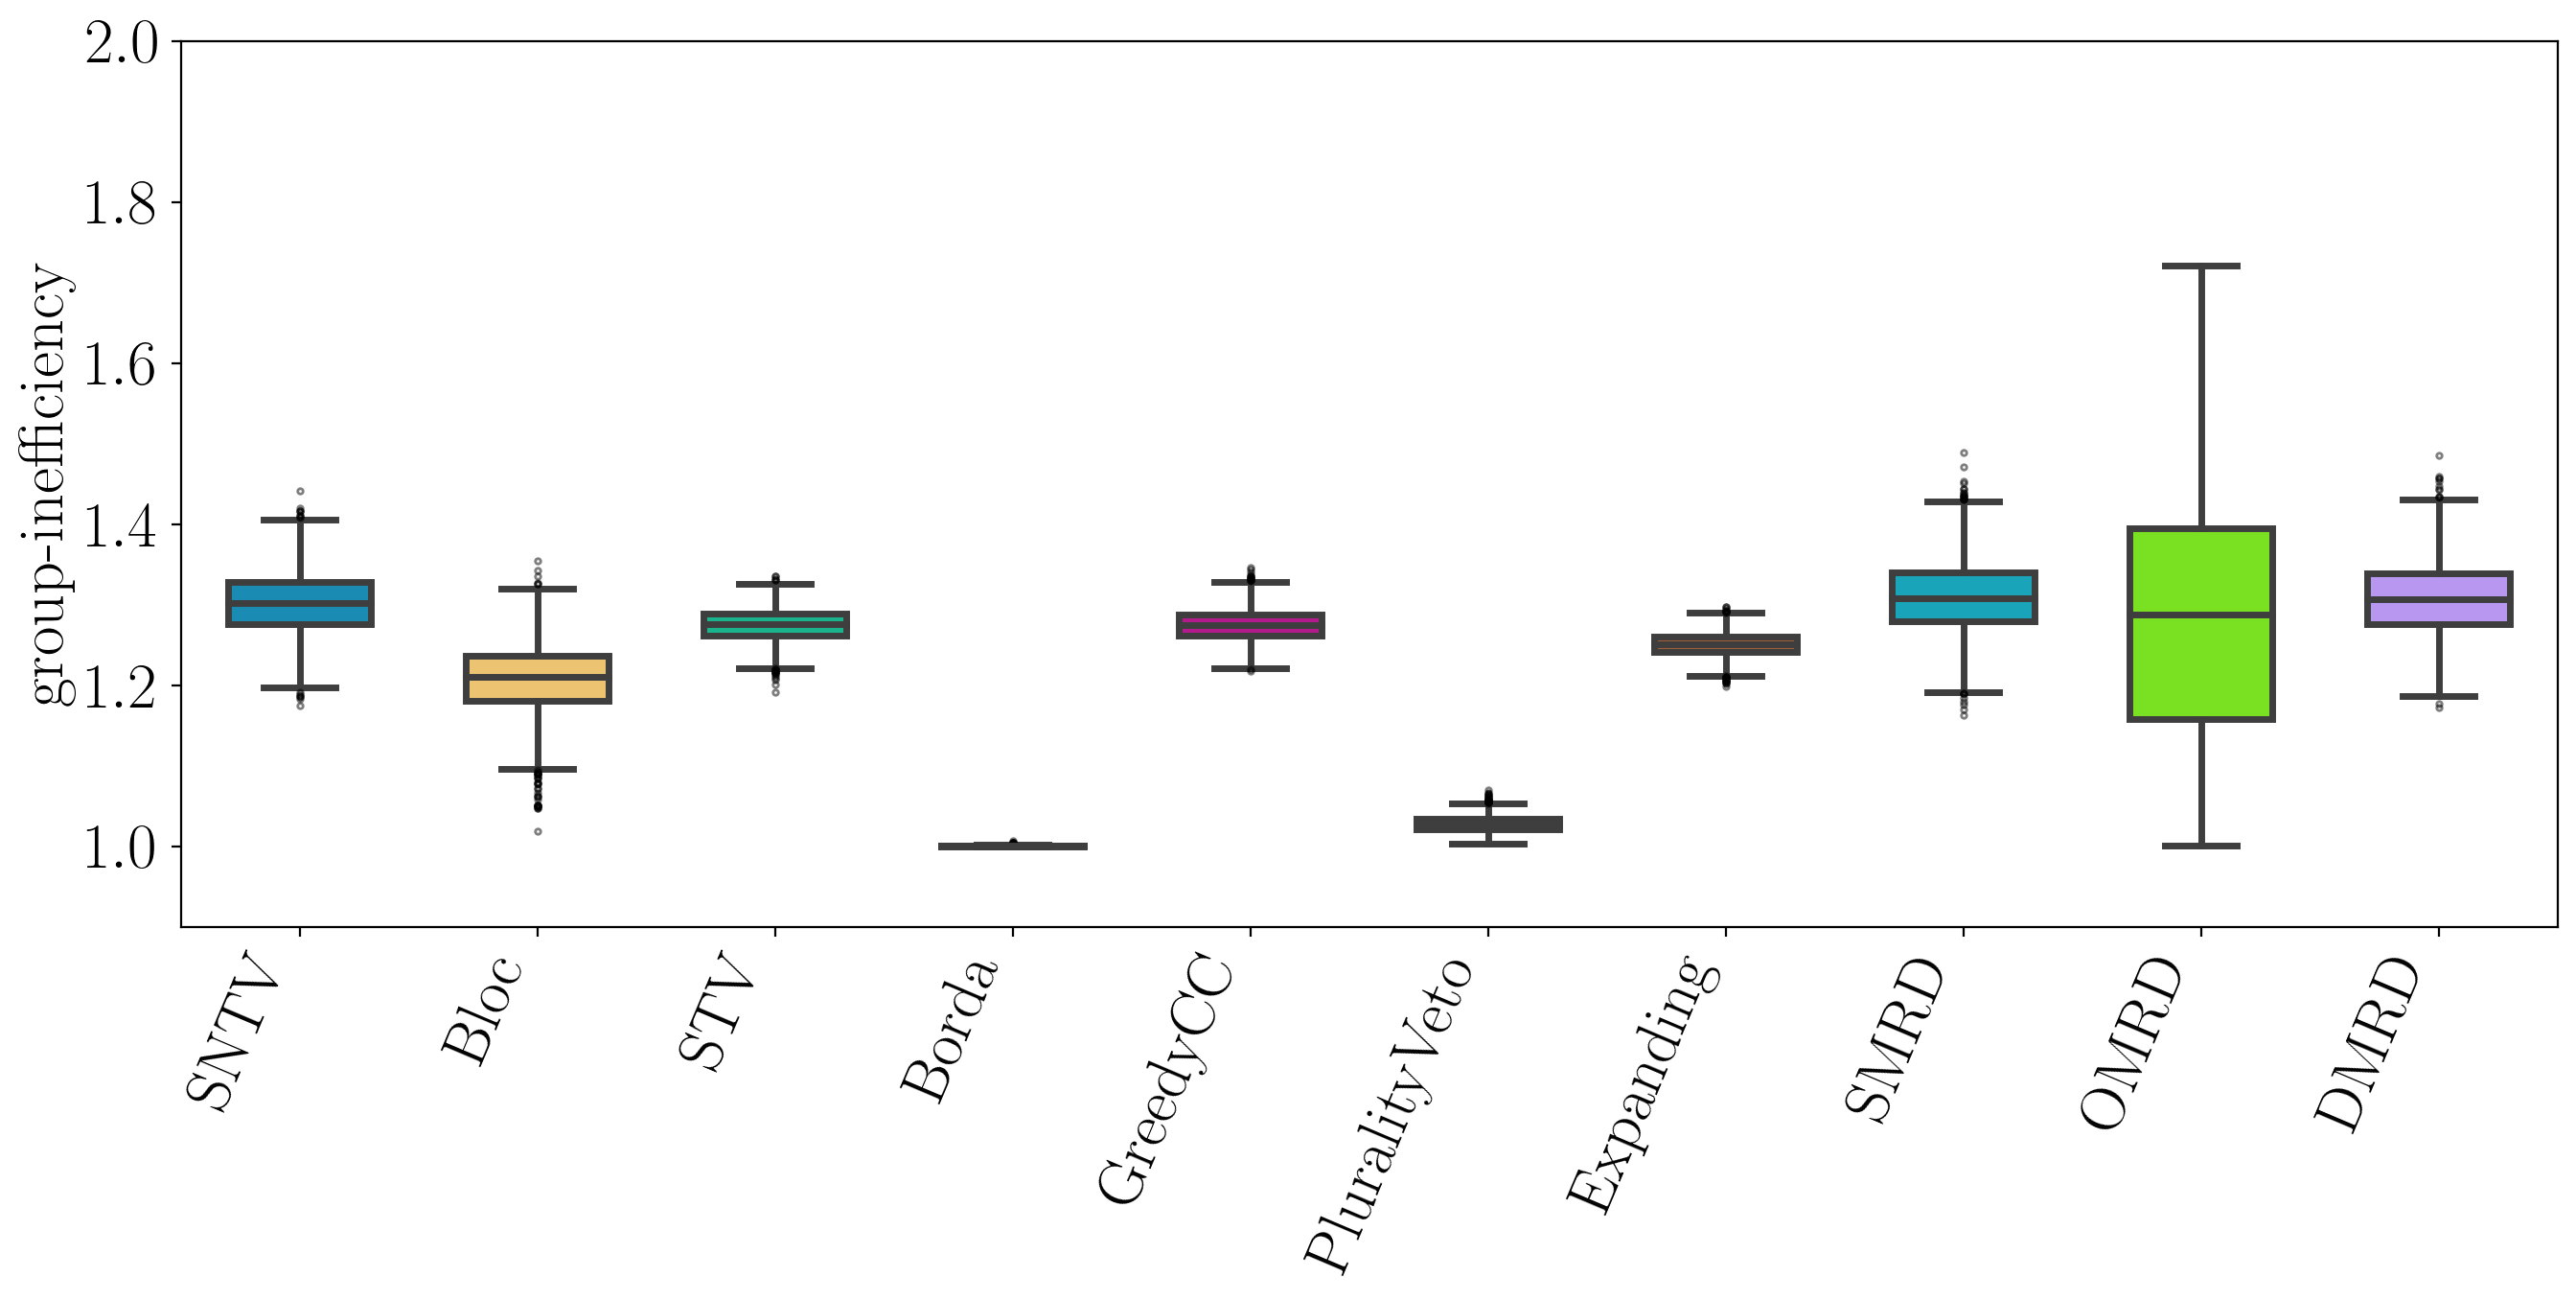 group-inefficiency
2.0
1.8
1.6
1.4
1.2
1.0
SNTV
Bloc
STV
Borda
GreedyCC
PluralityVeto
Expanding
SMRD
OMRD
DMRD